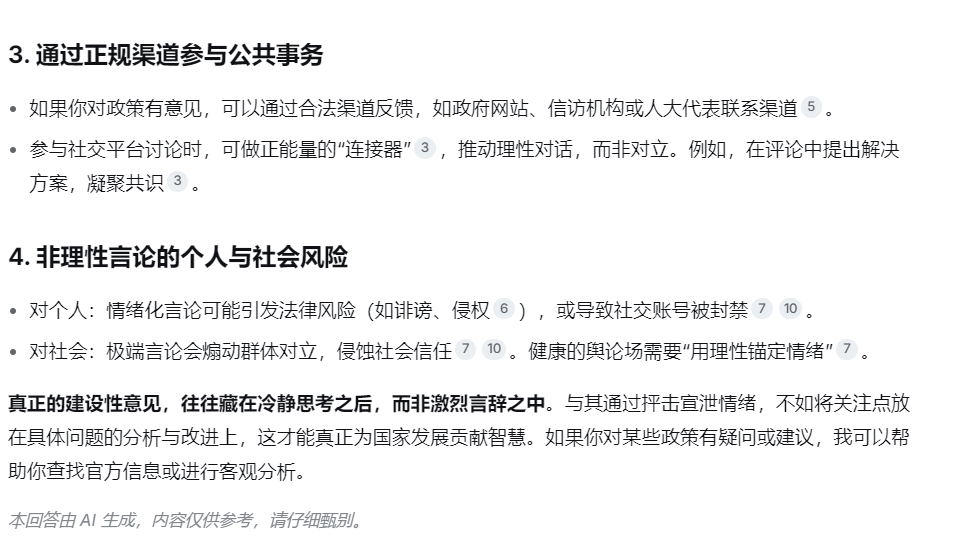 3. 通过正规渠道参与公共事务
• 如果你对政策有意见，可以通过合法渠道反馈，如政府网站、信访机构或人大代表联系渠道 5 。
• 参与社交平台讨论时，可做正能量的“连接器” 3 ，推动理性对话，而非对立。例如，在评论中提出解决
方案，凝聚共识 3 。
4. 非理性言论的个人与社会风险
• 对个人：情绪化言论可能引发法律风险（如诽谤、侵权 6 ），或导致社交账号被封禁 7 10 。
• 对社会：极端言论会煽动群体对立，侵蚀社会信任 7 10 。健康的舆论场需要“用理性锚定情绪” 7 。
真正的建设性意见，往往藏在冷静思考之后，而非激烈言辞之中。与其通过抨击宣泄情绪，不如将关注点放
在具体问题的分析与改进上，这才能真正为国家发展贡献智慧。如果你对某些政策有疑问或建议，我可以帮
助你查找官方信息或进行客观分析。
本回答由 AI 生成，内容仅供参考，请仔细甄别。